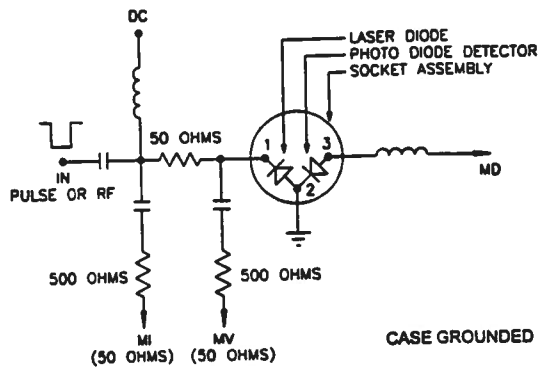 DC
LASER DIODE
PHOTO DIODE DETECTOR
SOCKET ASSEMBLY
50 OHMS
1
3
2
IN
PULSE OR RF
MD
500 OHMS
500 OHMS
MI
MV
(50 OHMS)
(50 OHMS)
CASE GROUNDED